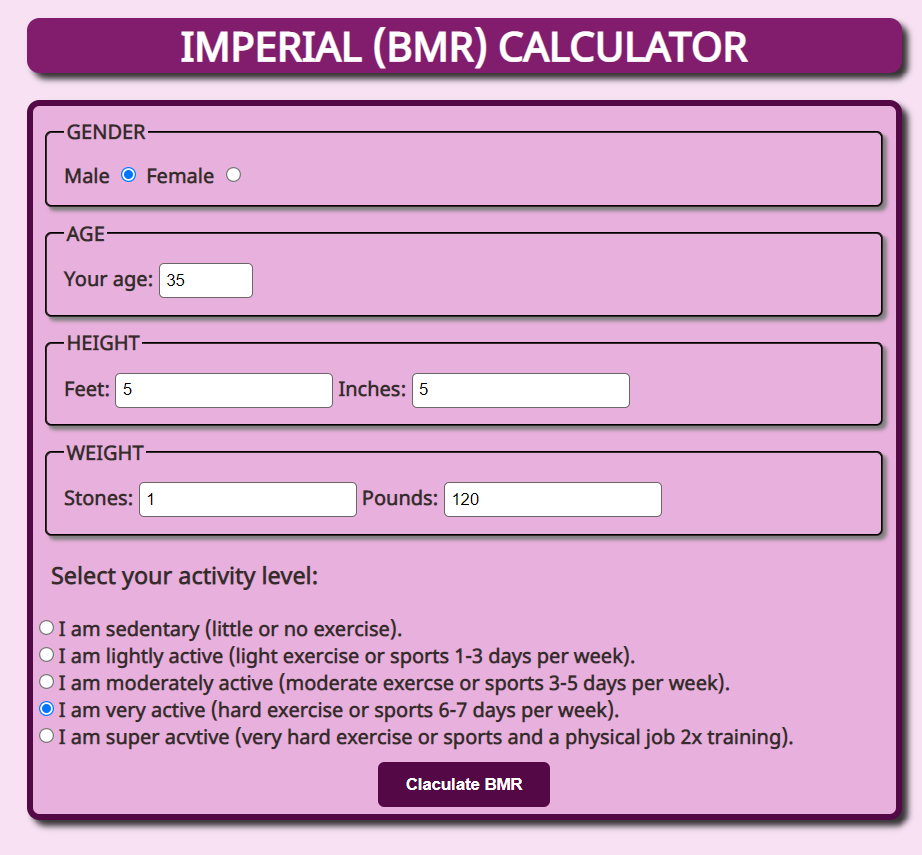 IMPERIAL (BMR) CALCULATOR
GENDER
Male Female
AGE
Your age: 35
HEIGHT
Feet: 5 Inches: 5
WEIGHT
Stones: 1 Pounds: 120
Select your activity level:
I am sedentary (little or no exercise).
I am lightly active (light exercise or sports 1-3 days per week).
I am moderately active (moderate exercse or sports 3-5 days per week).
I am very active (hard exercise or sports 6-7 days per week).
I am super acvtive (very hard exercise or sports and a physical job 2x training).
Claculate BMR